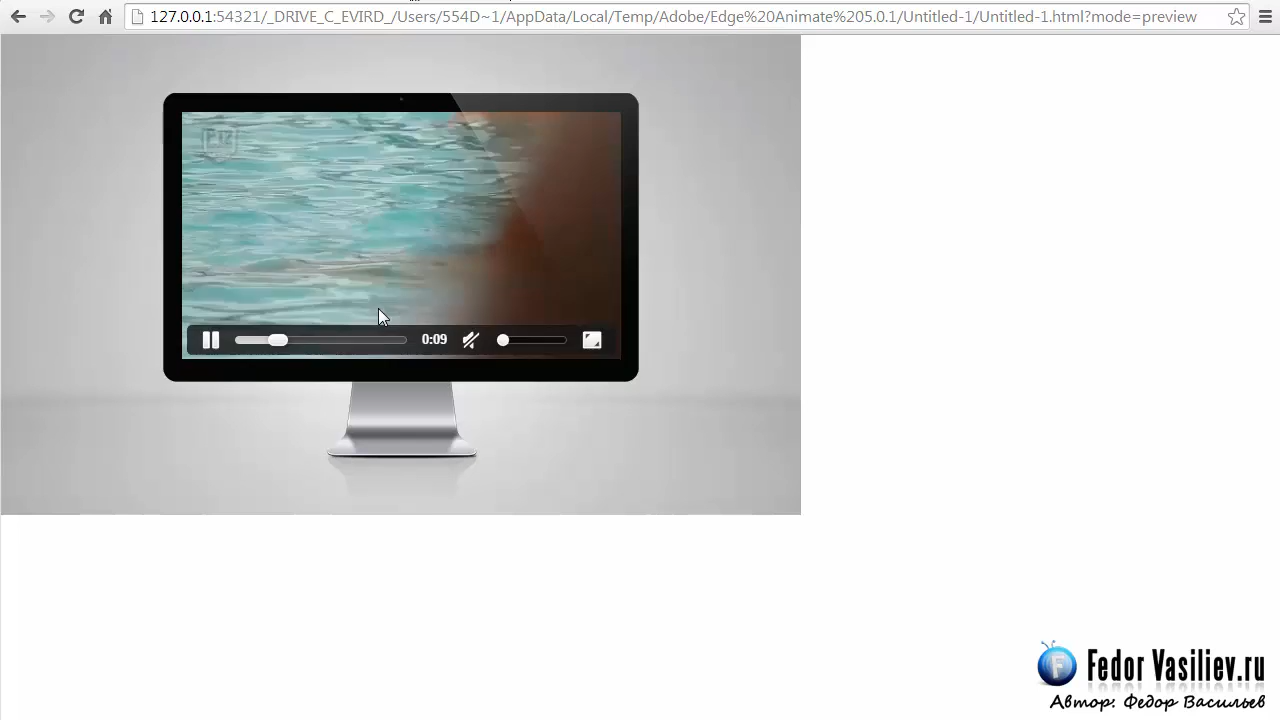 127.0.0.1:54321/_DRIVE_C_EVIRD_/Users/554D~1/AppData/Local/Temp/Adobe/Edge%20Animate%205.0.1/Untitled-1/Untitled-1.html?mode=preview
0:09
F
Fedor Vasiliev.ru
Автор: Федор Васильев